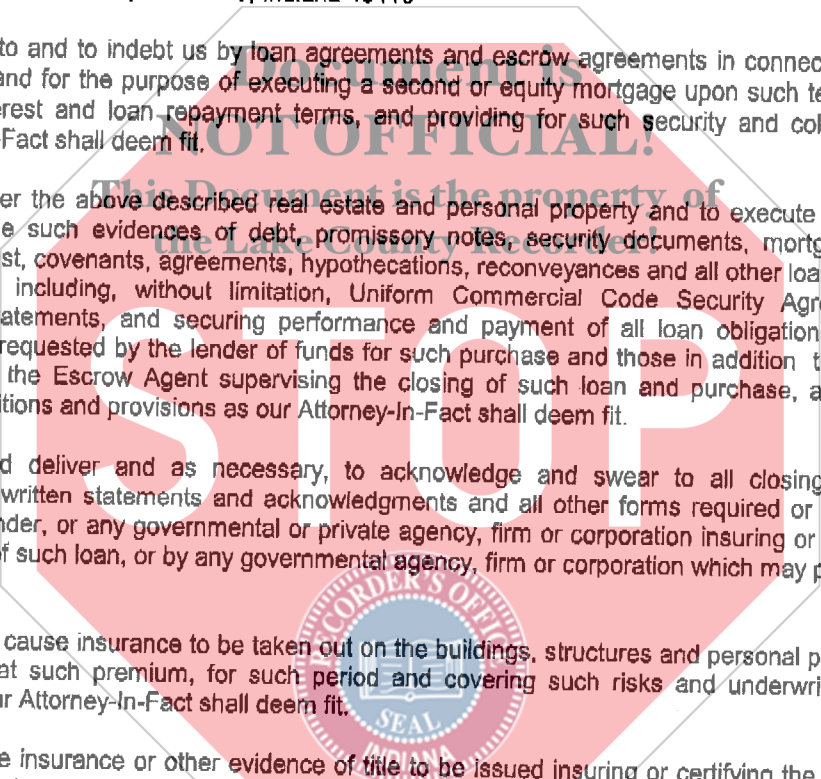 to and to indebt us by loan agreements and escrow agreements in connec
and for the purpose of executing a second or equity mortgage upon such te
erest and loan repayment terms, and providing for such security and col
-Fact shall deem fit.
Document is
NOT OFFICIAL!
This Document is the property of
the Lake County Recorder!
er the above described real estate and personal property and to execute
e such evidences of debt, promissory notes, security documents, mortg
st, covenants, agreements, hypothecations, reconveyances and all other loa
including, without limitation, Uniform Commercial Code Security Agr
atements, and securing performance and payment of all loan obligation
requested by the lender of funds for such purchase and those in addition t
the Escrow Agent supervising the closing of such loan and purchase, a
itions and provisions as our Attorney-In-Fact shall deem fit.
STOP
d deliver and as necessary, to acknowledge and swear to all closing
written statements and acknowledgments and all other forms required or
nder, or any governmental or private agency, firm or corporation insuring or
f such loan, or by any governmental agency, firm or corporation which may p
cause insurance to be taken out on the buildings, structures and personal p
at such premium, for such period and covering such risks and underwri
ur Attorney-In-Fact shall deem fit.
RECORDER'S OFFICE
SEAL
INDIANA
e insurance or other evidence of title to be issued insuring or certifying the